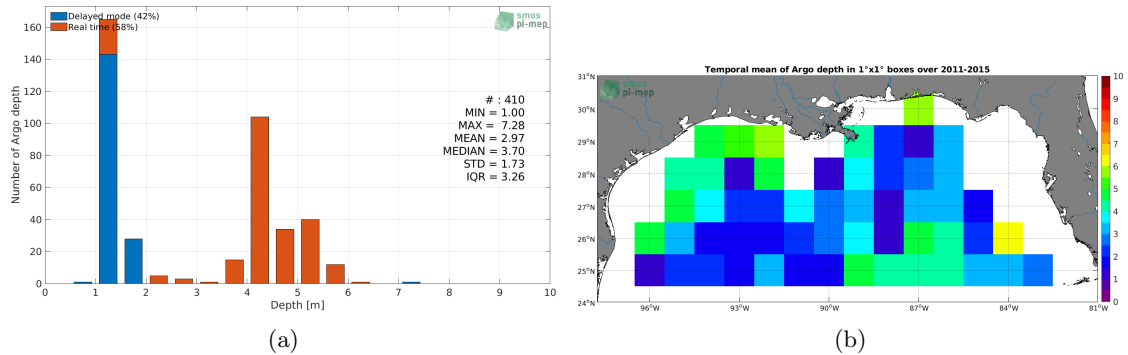 Delayed mode (42%)
Real time (58%)
smos
pi-mep
160
140
120
100
80
60
40
20
0
Number of Argo depth
# : 410
MIN = 1.00
MAX = 7.28
MEAN = 2.97
MEDIAN = 3.70
STD = 1.73
IQR = 3.26
0 1 2 3 4 5 6 7 8 9 10
Depth [m]
(a)
Temporal mean of Argo depth in 1°x1° boxes over 2011-2015
smos
pi-mep
31°N
30°N
29°N
28°N
27°N
26°N
25°N
24°N
96°W 93°W 90°W 87°W 84°W 81°W
10
9
8
7
6
5
4
3
2
1
0
(b)